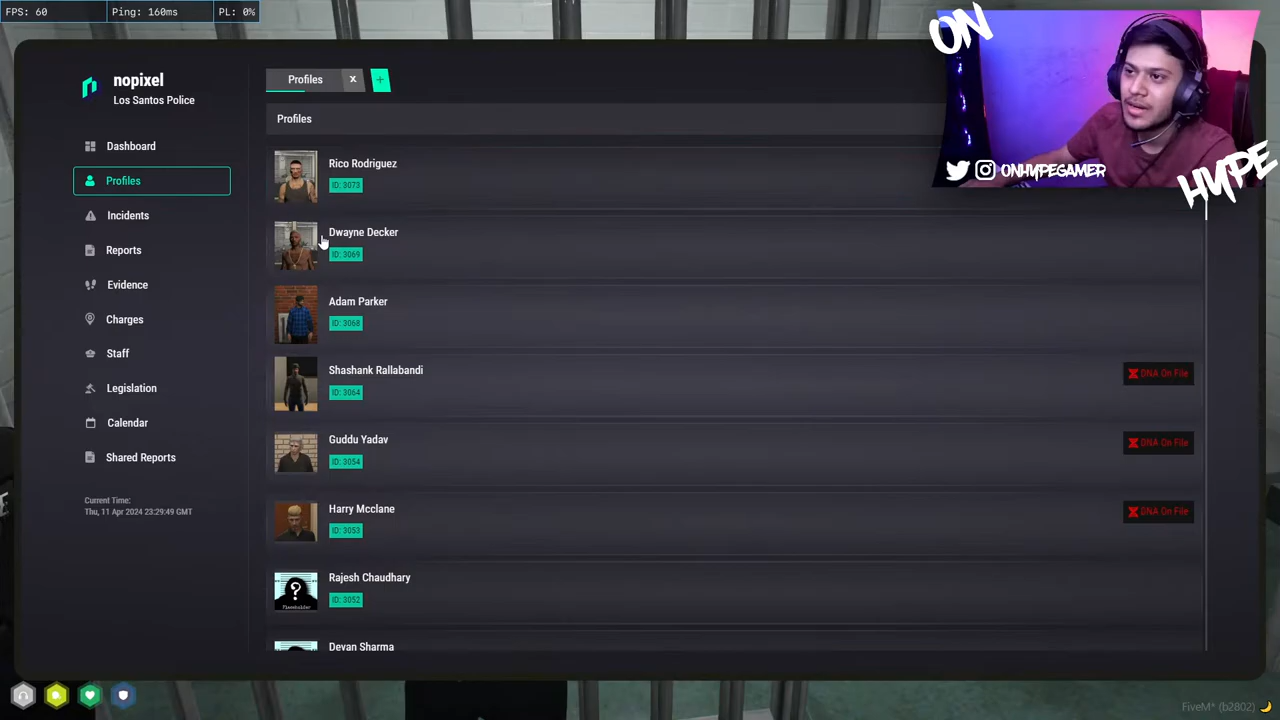 FPS: 60 Ping: 160ms PL: 0%
ON
nopixel
Los Santos Police
Profiles x +
Dashboard
Profiles
Incidents
Reports
Evidence
Charges
Staff
Legislation
Calendar
Shared Reports
Current Time:
Thu, 11 Apr 2024 23:29:49 GMT
Profiles
Rico Rodriguez
ID: 3073
Dwayne Decker
ID: 3069
Adam Parker
ID: 3068
Shashank Rallabandi
ID: 3064
DNA On File
Guddu Yadav
ID: 3054
DNA On File
Harry Mcclane
ID: 3053
DNA On File
Rajesh Chaudhary
ID: 3052
?
Placeholder
Devan Sharma
ONHYPEGAMER
HYPE
FiveM* (b2802)